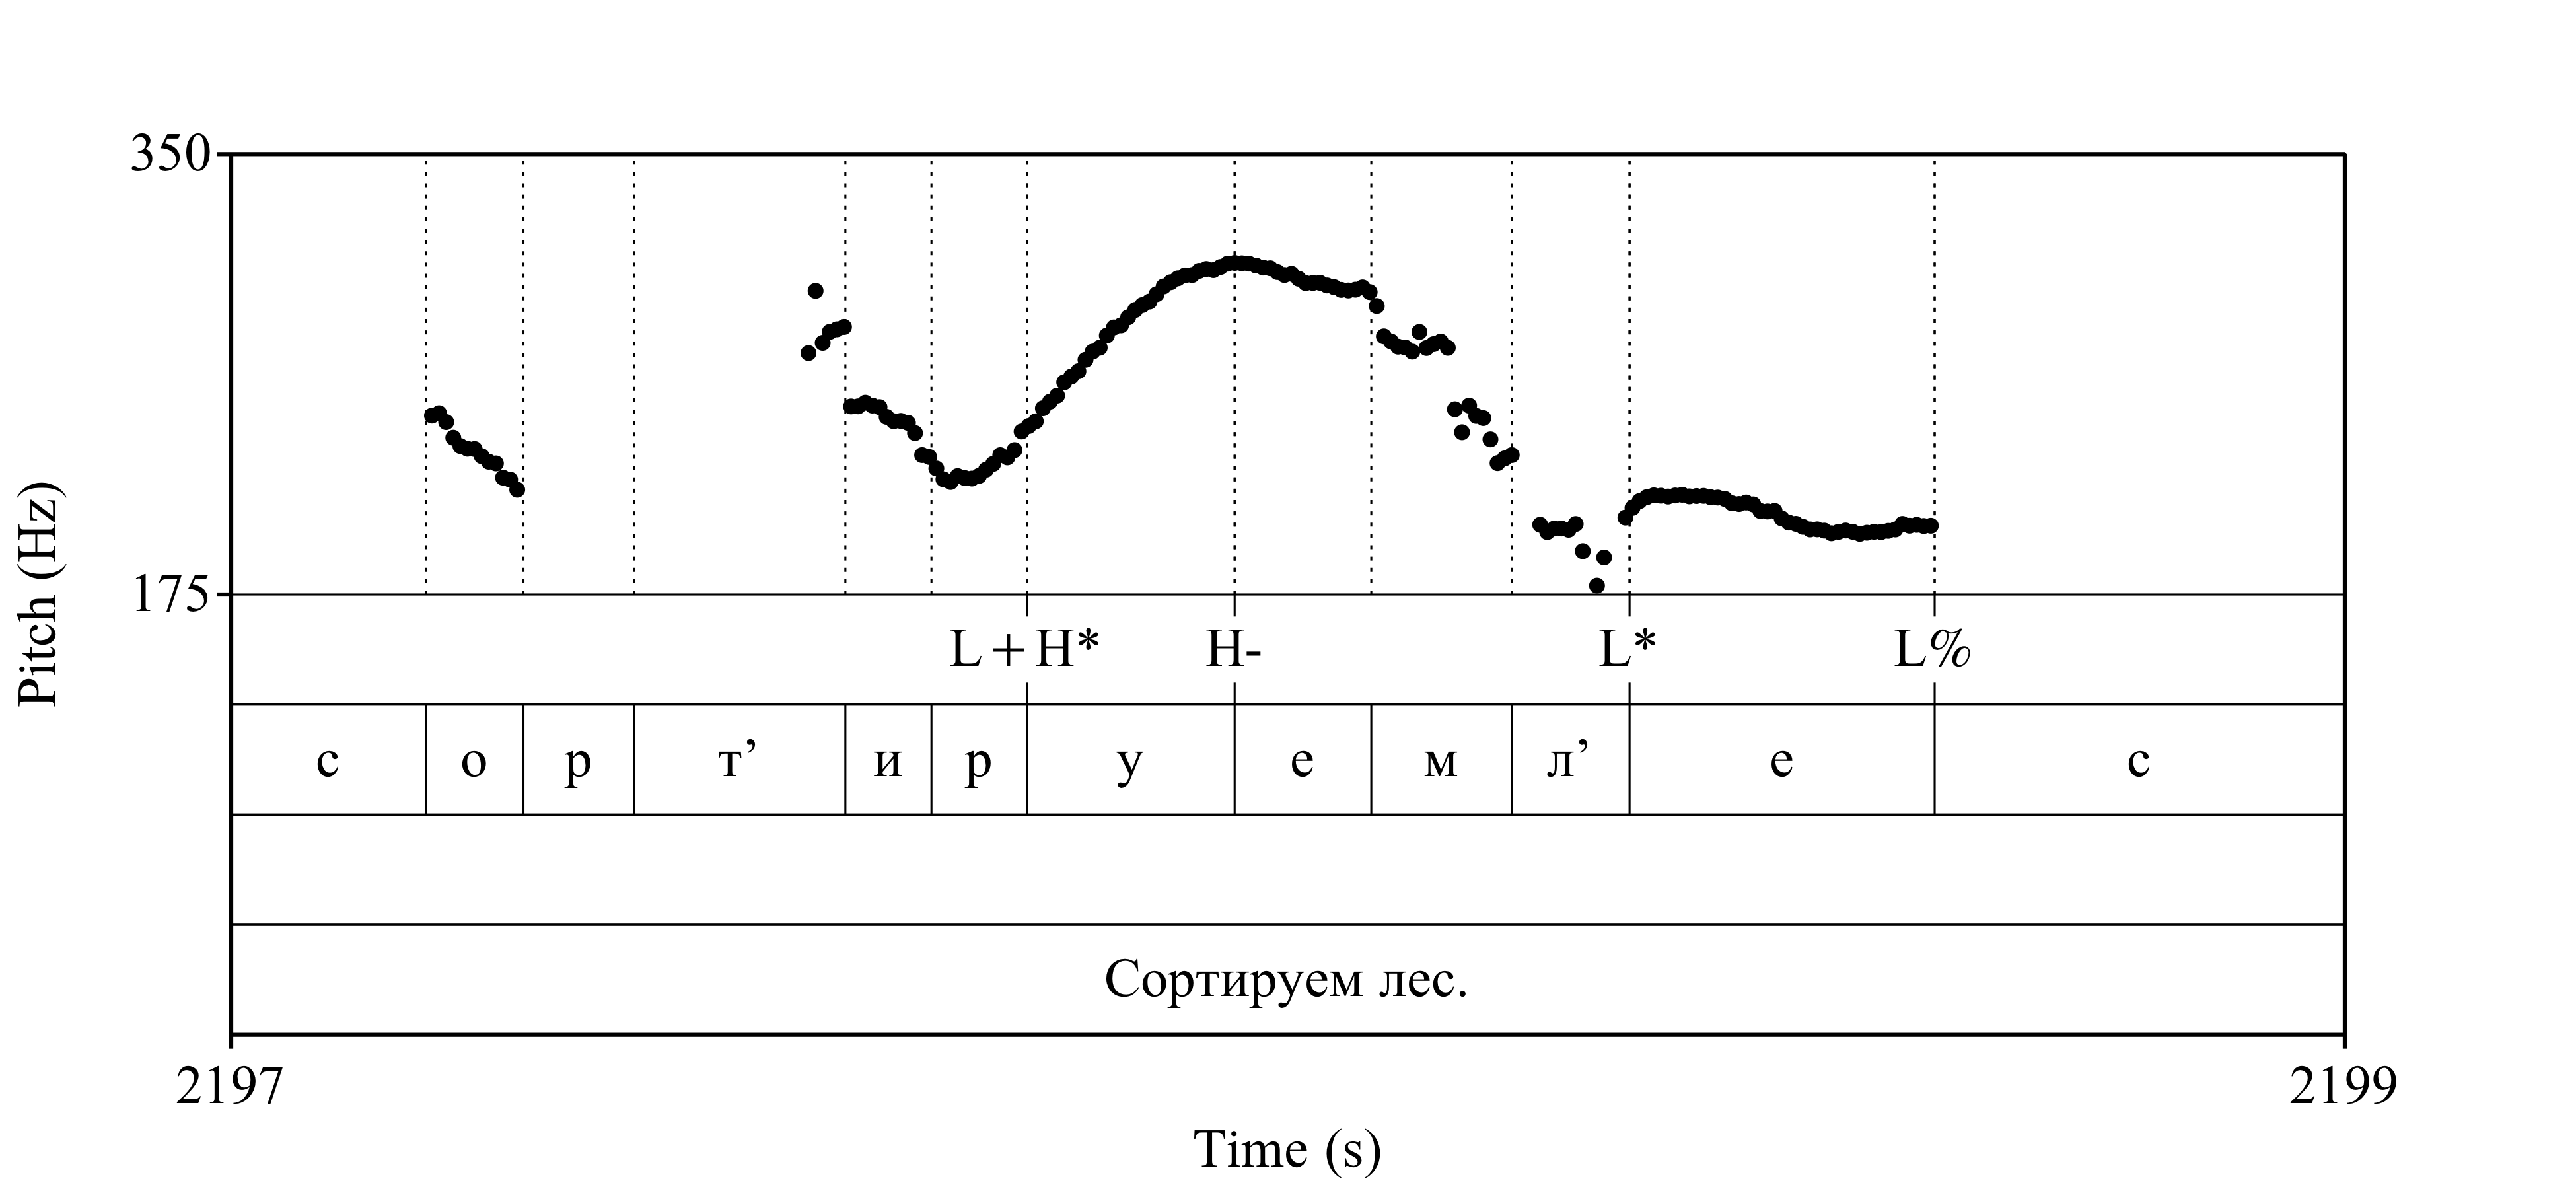 350
175
Pitch (Hz)
L+H* H- L* L%
с о р т’ и р у е м л’ е с
Сортируем лес.
2197 2199
Time (s)